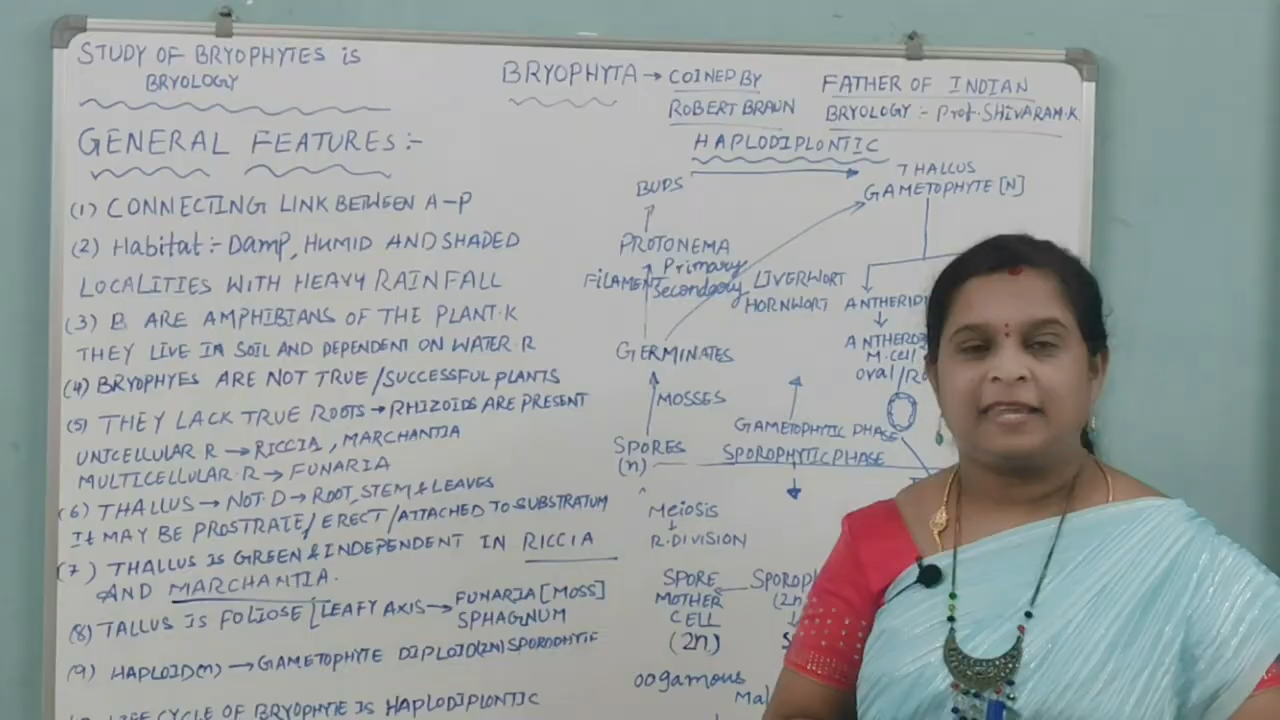 STUDY OF BRYOPHYTES is
BRYOLOGY
GENERAL FEATURES:-
(1) CONNECTING LINK BETWEEN A-P
(2) Habitat:- Damp, HUMID AND SHADED
LOCALITIES WITH HEAVY RAINFALL
(3) B ARE AMPHIBIANS OF THE PLANT.K
THEY LIVE IN SOIL AND DEPENDENT ON WATER.R
(4) BRYOPHYES ARE NOT TRUE/SUCCESSFUL PLANTS
(5) THEY LACK TRUE ROOTS→RHIZOIDS ARE PRESENT
UNICELLULAR R → RICCIA, MARCHANTIA
MULTICELLULAR.R → FUNARIA
(6) THALLUS → NOT.D → ROOT, STEM & LEAVES
It MAY BE PROSTRATE/ERECT/ATTACHED TO SUBSTRATUM
(7) THALLUS IS GREEN & INDEPENDENT IN RICCIA
AND MARCHANTIA.
(8) TALLUS IS FOLIOSE [LEAFY AXIS→ FUNARIA [MOSS]
SPHAGNUM
(9) HAPLOID(n) → GAMETOPHYTE DIPLOID(2N)
LIFE CYCLE OF BRYOPHYTE IS HAPLODIPLONTIC
BRYOPHYTA → COINED BY
ROBERT BRAUN
FATHER OF INDIAN
BRYOLOGY :- Prof. SHIVARAM.K
HAPLODIPLONTIC
BUDS
THALLUS
GAMETOPHYTE [N]
PROTONEMA
FILAMENT
Primary
Secondary
LIVERWORT
HORNWORT
ANTHERID
GERMINATES
M.cell
oval/
MOSSES
GAMETOPHYTIC PHASE
SPORES
(n)
SPOROPHYTIC PHASE
Meiosis
R.DIVISION
SPORE
MOTHER
CELL
(2n)
SPOROP
(2n
oogamous
Mal